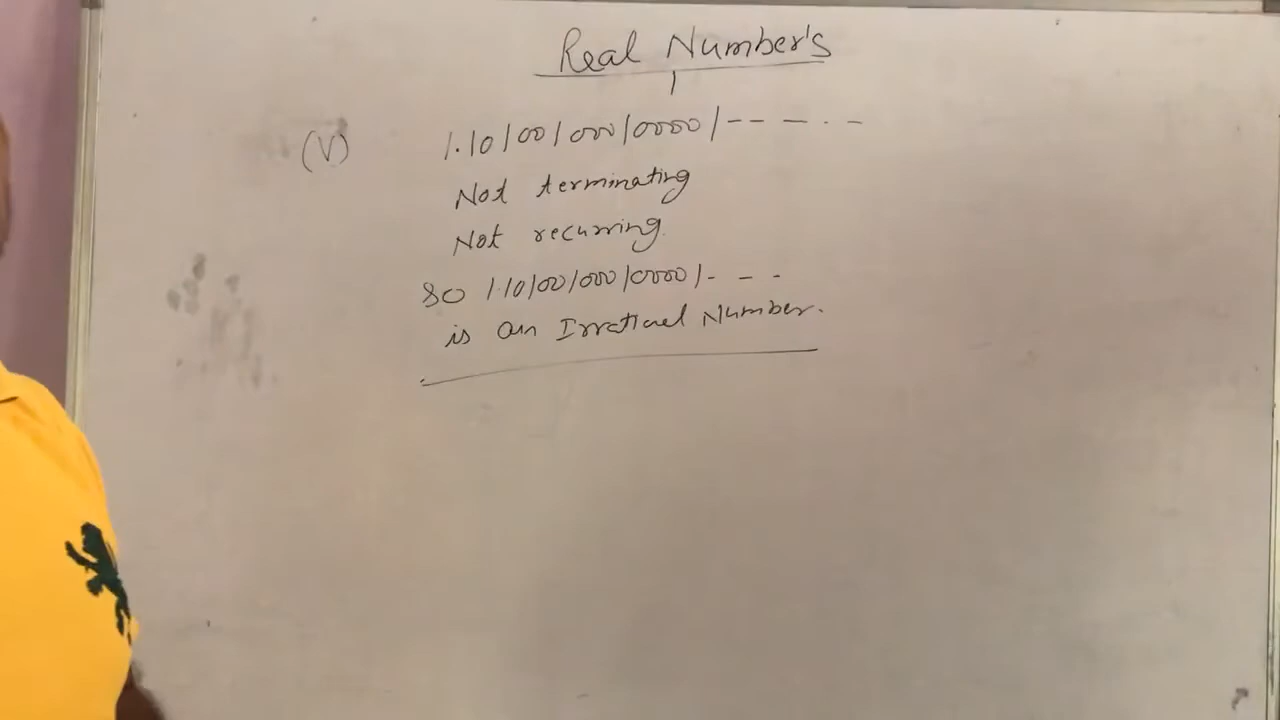 Real Number's
(V) 1.101001000100001-----
Not terminating
Not recurring.
So 1.101001000100001---
is an Irrational Number.